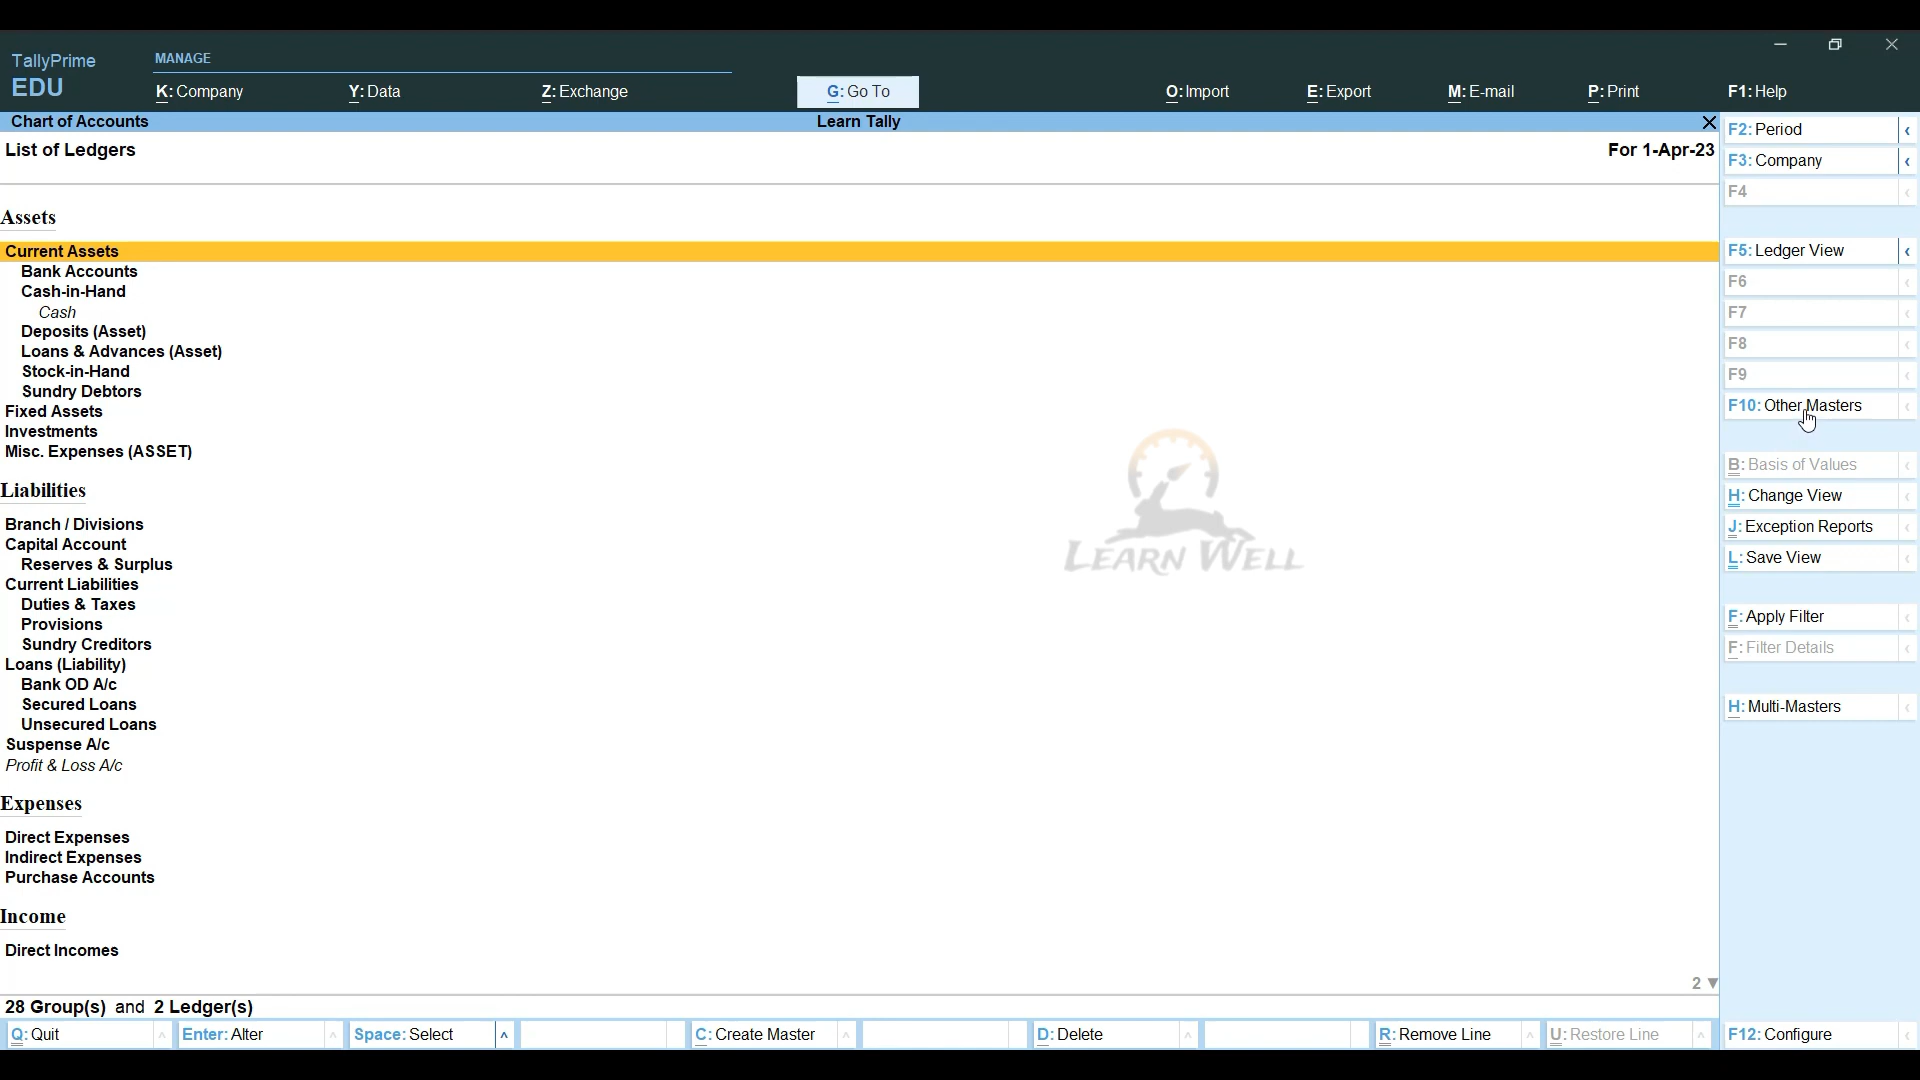 TallyPrime
EDU
MANAGE
K: Company Y: Data Z: Exchange G: Go To O: Import E: Export M: E-mail P: Print F1: Help
Chart of Accounts Learn Tally
List of Ledgers For 1-Apr-23
Assets
Current Assets
Bank Accounts
Cash-in-Hand
Cash
Deposits (Asset)
Loans & Advances (Asset)
Stock-in-Hand
Sundry Debtors
Fixed Assets
Investments
Misc. Expenses (ASSET)
Liabilities
Branch / Divisions
Capital Account
Reserves & Surplus
Current Liabilities
Duties & Taxes
Provisions
Sundry Creditors
Loans (Liability)
Bank OD A/c
Secured Loans
Unsecured Loans
Suspense A/c
Profit & Loss A/c
Expenses
Direct Expenses
Indirect Expenses
Purchase Accounts
Income
Direct Incomes
2
28 Group(s) and 2 Ledger(s)
LEARN WELL
F2: Period
F3: Company
F4
F5: Ledger View
F6
F7
F8
F9
F10: Other Masters
B: Basis of Values
H: Change View
J: Exception Reports
L: Save View
F: Apply Filter
F: Filter Details
H: Multi-Masters
Q: Quit Enter: Alter Space: Select C: Create Master D: Delete R: Remove Line U: Restore Line F12: Configure